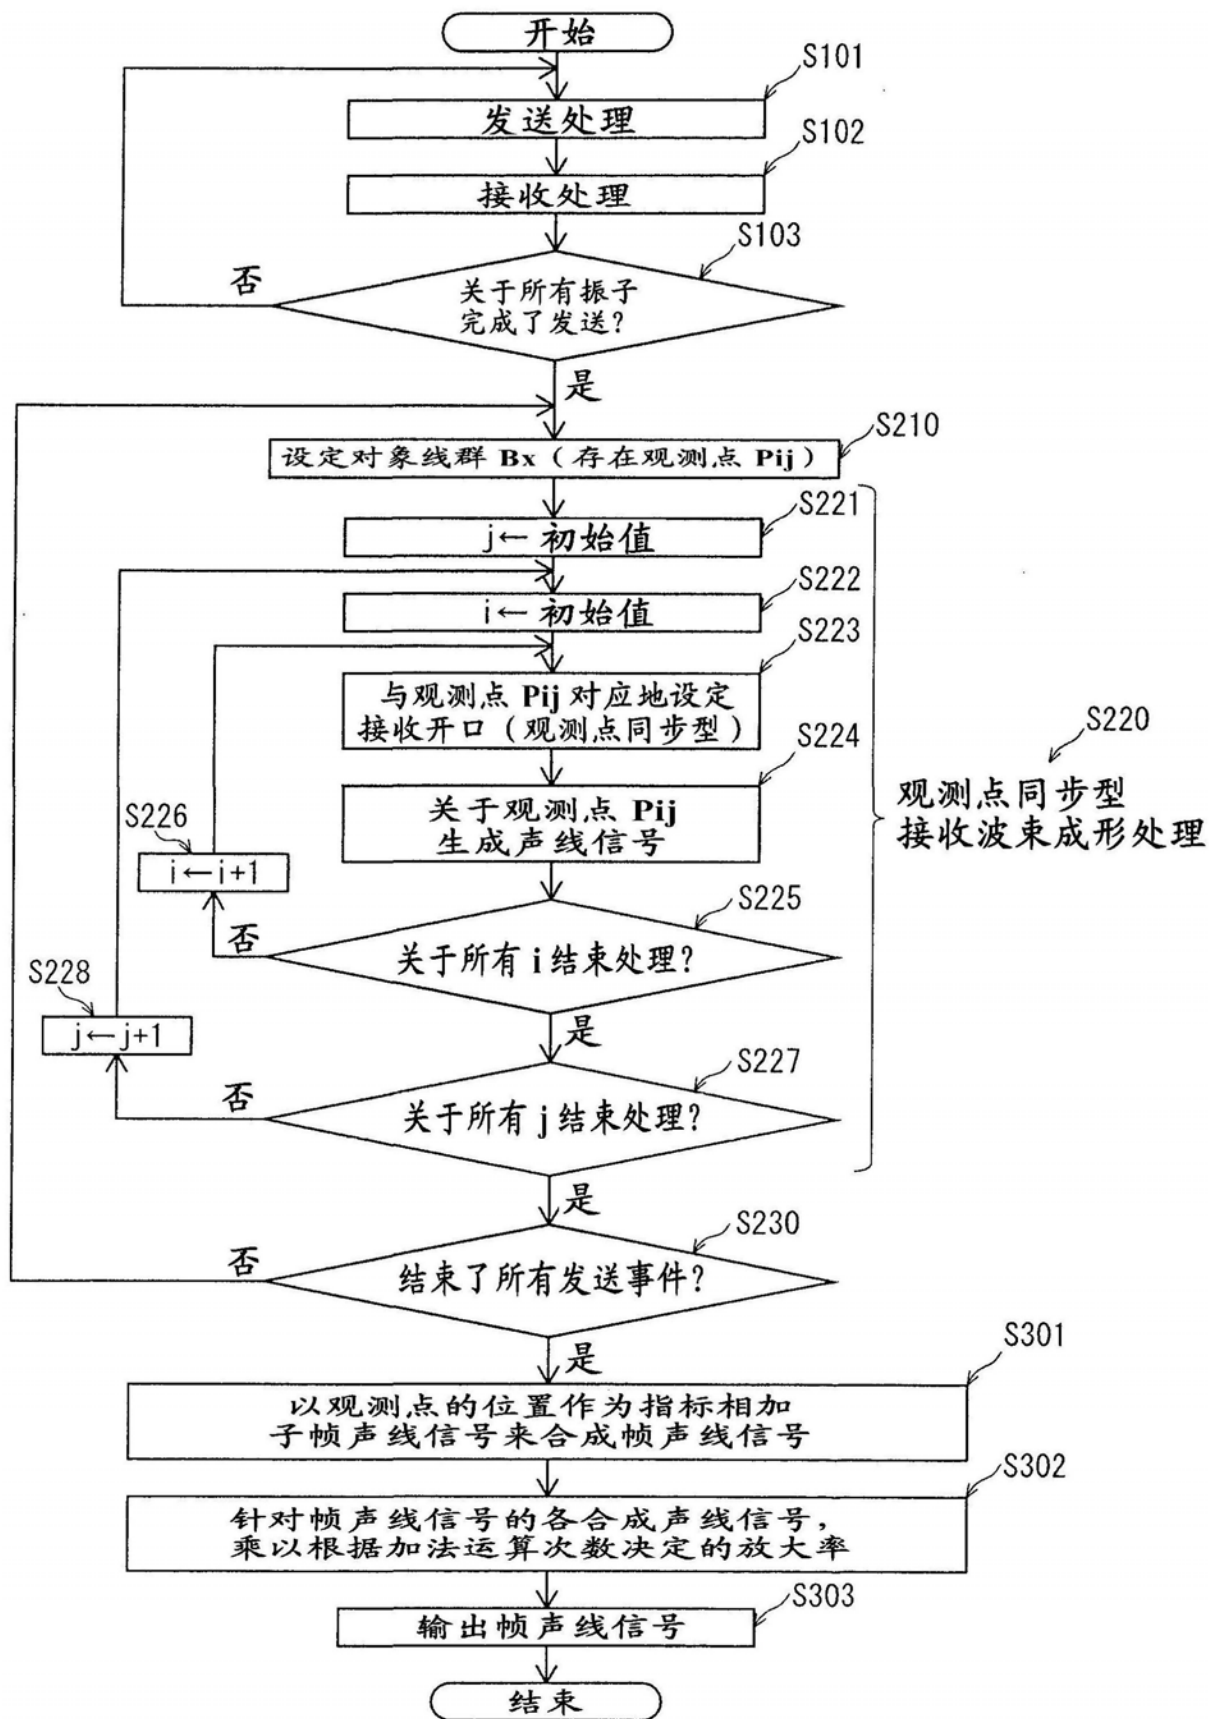 开始
S101
发送处理
S102
接收处理
S103
关于所有振子
完成了发送?
否
是
S210
设定对象线群 Bx (存在观测点 Pij)
S221
j← 初始值
S222
i← 初始值
S223
与观测点 Pij 对应地设定
接收开口 (观测点同步型)
S224
关于观测点 Pij
生成声线信号
S220
观测点同步型
接收波束成形处理
S226
i←i+1
S225
否
关于所有 i 结束处理?
是
S228
j←j+1
S227
否
关于所有 j 结束处理?
是
S230
否
结束了所有发送事件?
是
S301
以观测点的位置作为指标相加
子帧声线信号来合成帧声线信号
S302
针对帧声线信号的各合成声线信号,
乘以根据加法运算次数决定的放大率
S303
输出帧声线信号
结束